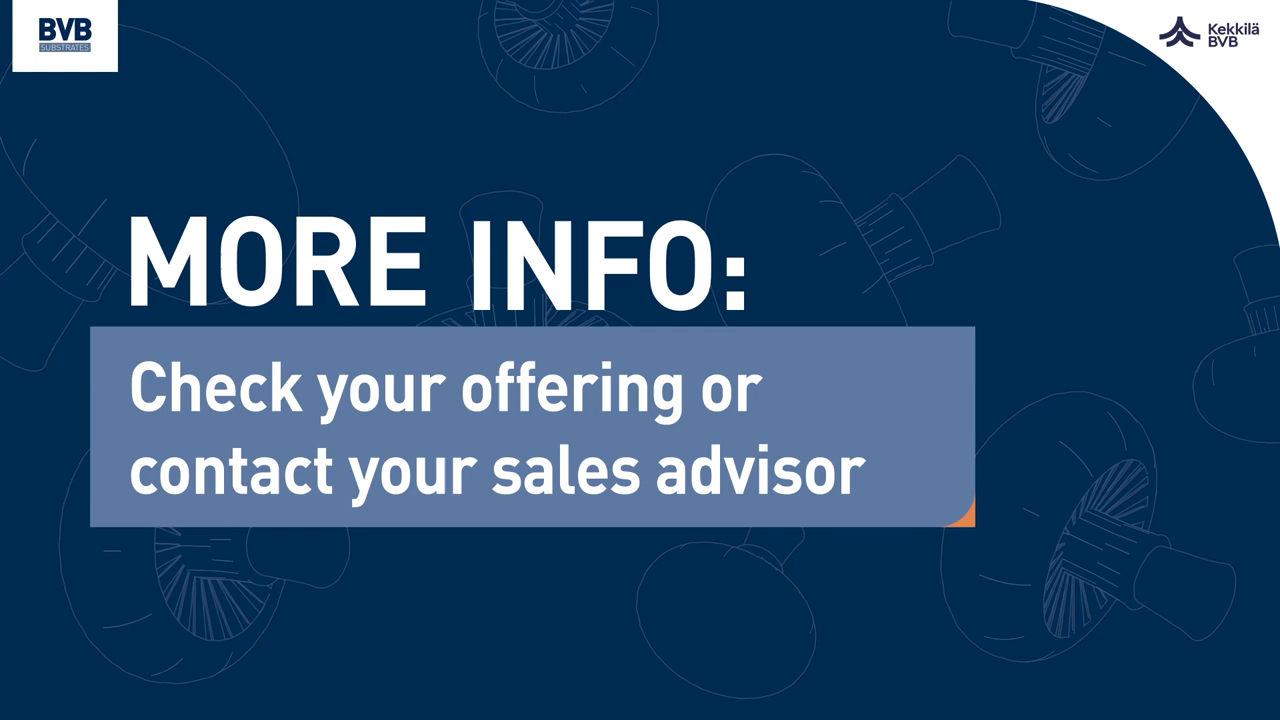 BVB
SUBSTRATES
Kekkilä
BVB
MORE INFO:
Check your offering or
contact your sales advisor